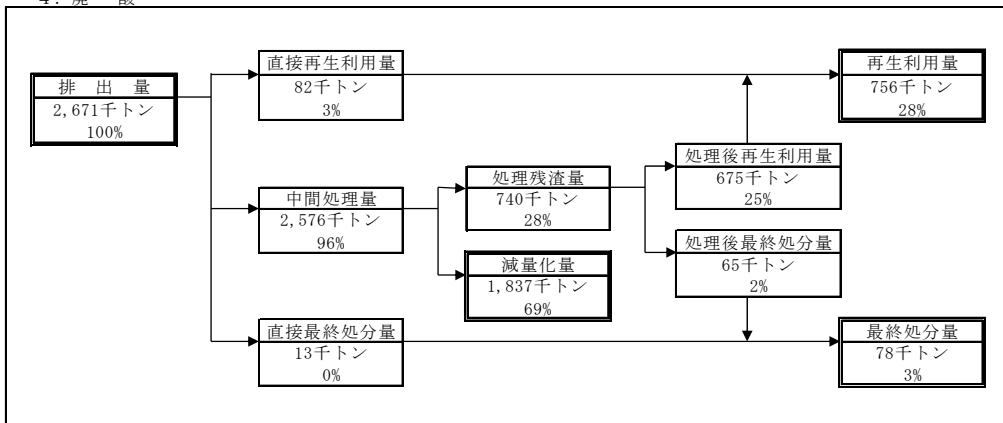 4．廃　酸
排　出　量
2,671千トン
100%
直接再生利用量
82千トン
3%
中間処理量
2,576千トン
96%
直接最終処分量
13千トン
0%
処理残渣量
740千トン
28%
減量化量
1,837千トン
69%
処理後再生利用量
675千トン
25%
処理後最終処分量
65千トン
2%
再生利用量
756千トン
28%
最終処分量
78千トン
3%